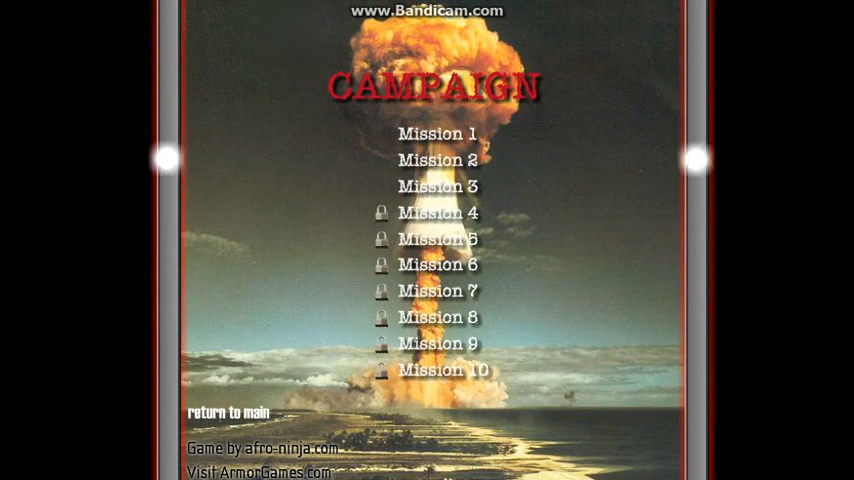 www.Bandicam.com
CAMPAIGN
Mission 1
Mission 2
Mission 3
Mission 4
Mission 5
Mission 6
Mission 7
Mission 8
Mission 9
Mission 10
return to main
Game by afro-ninja.com
Visit ArmorGames.com